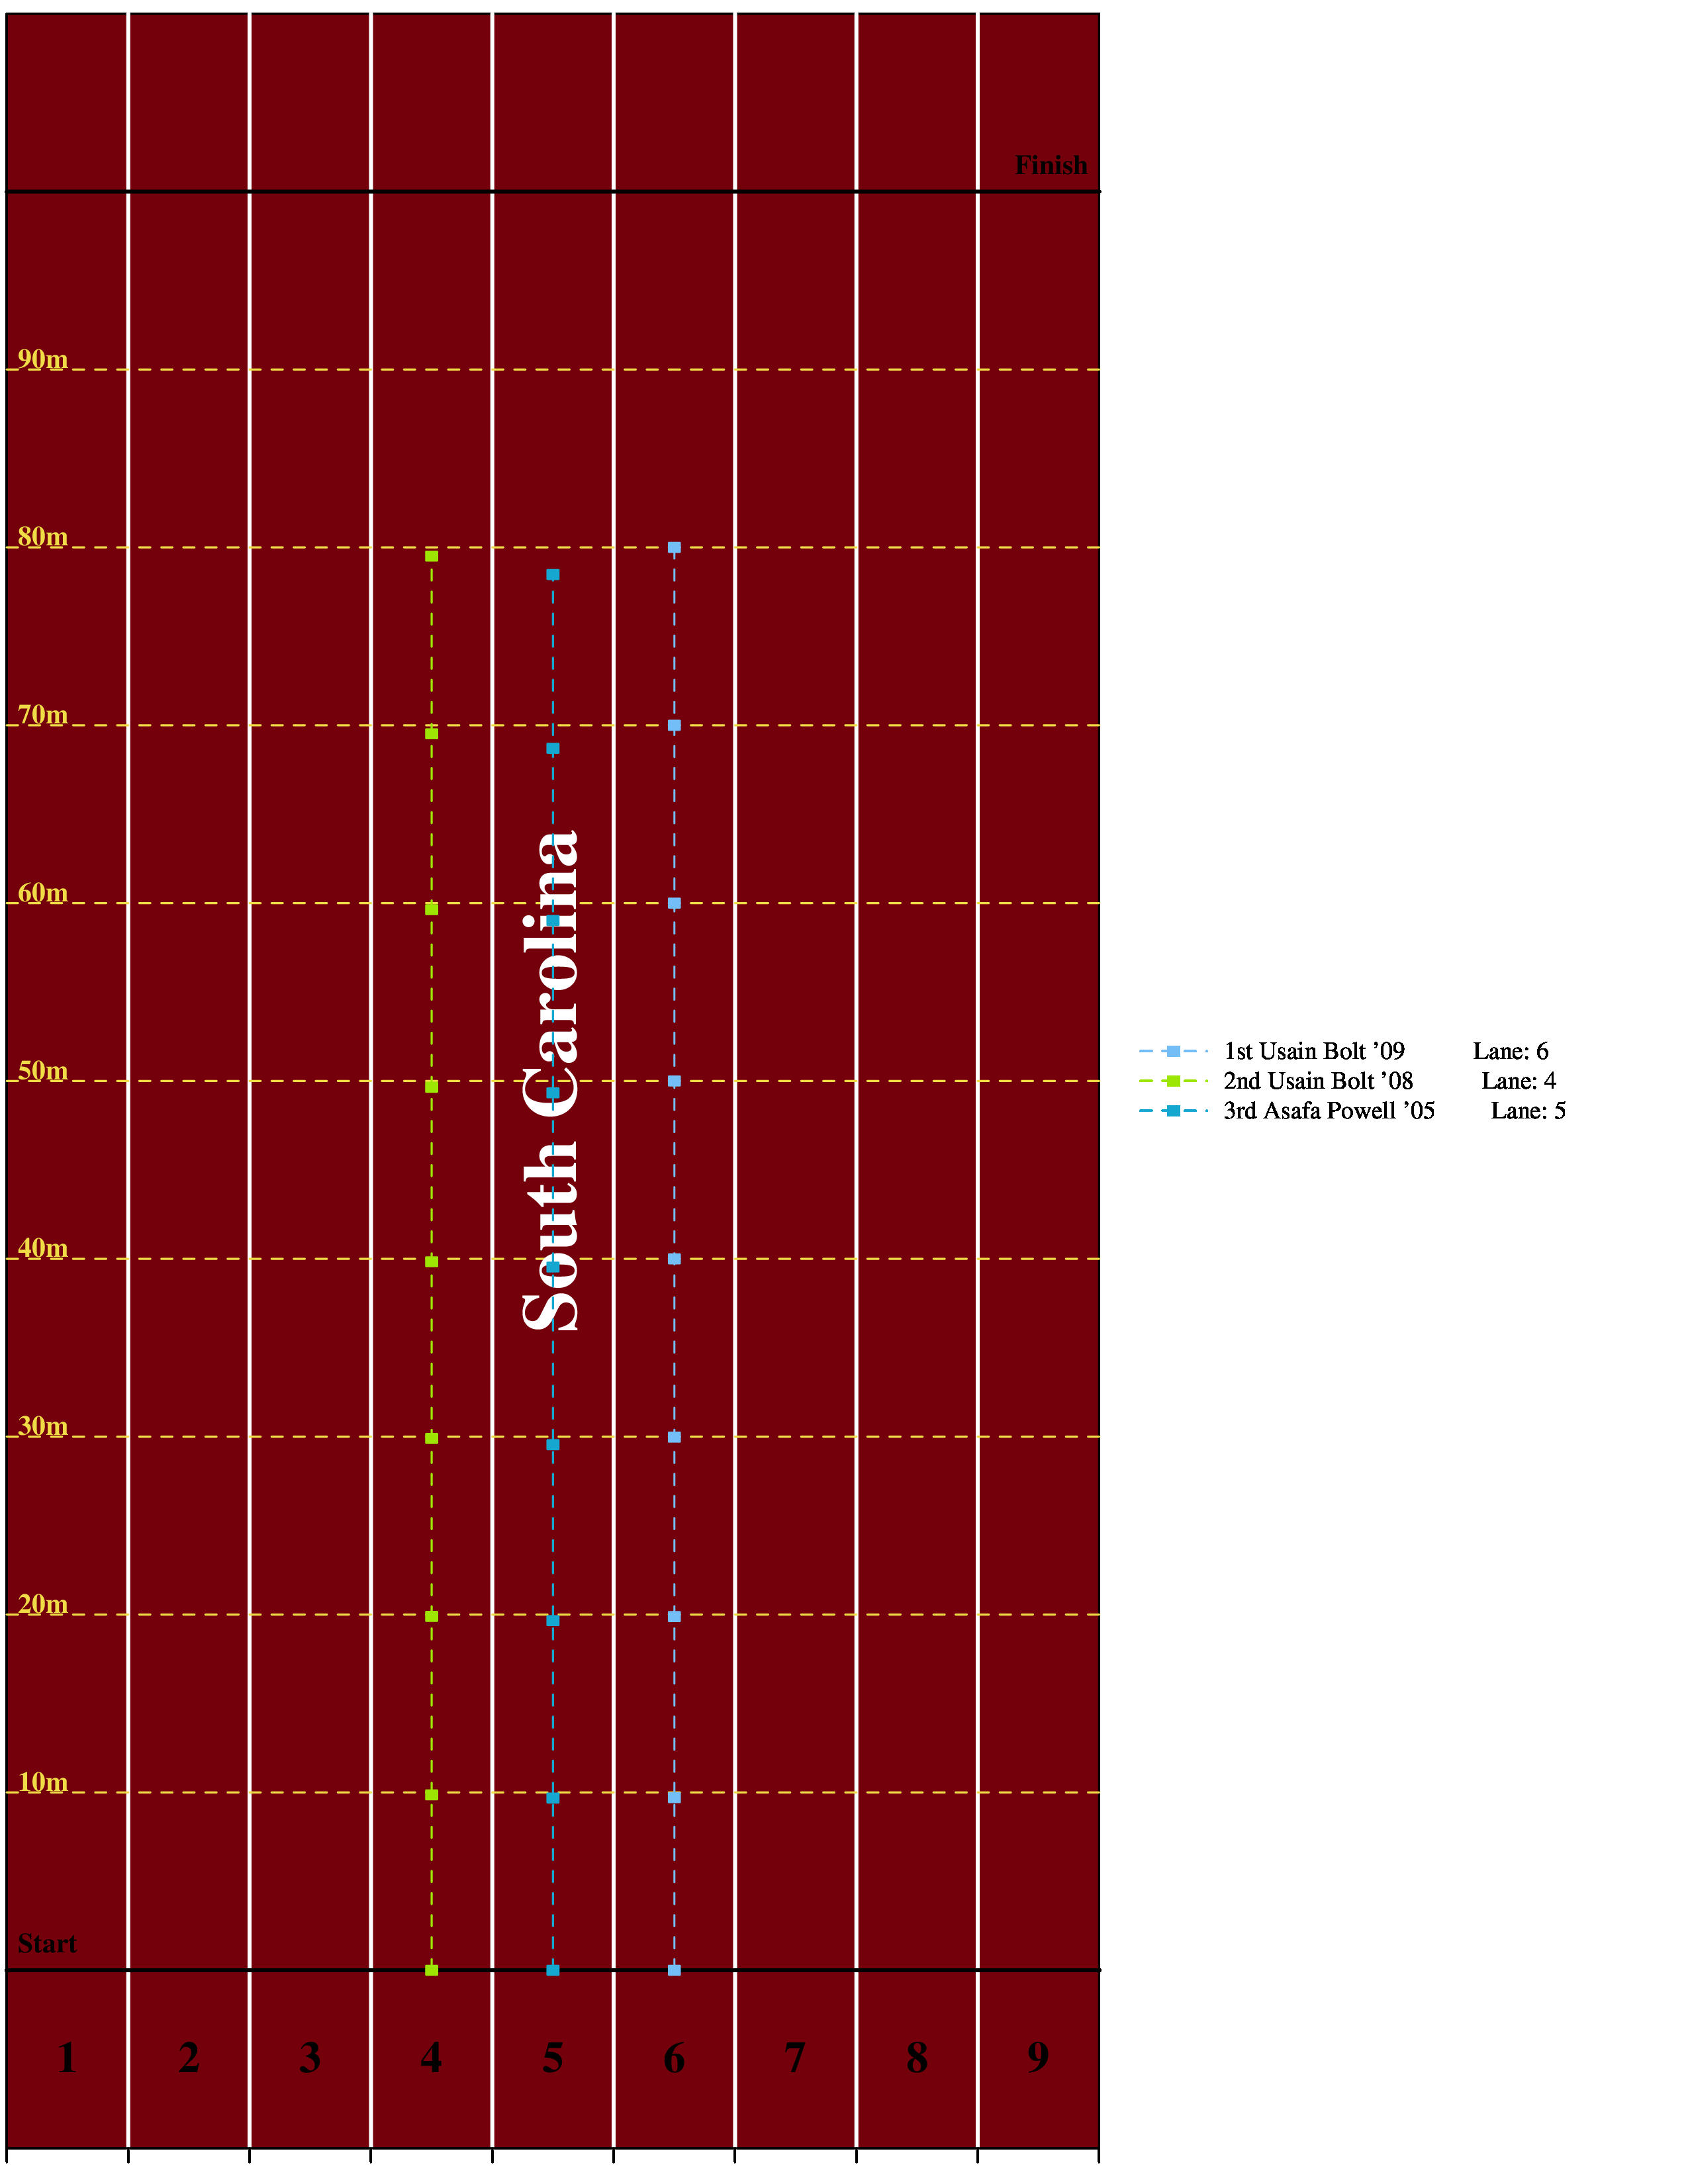 Finish
90m
80m
70m
60m
50m
40m
30m
20m
10m
Start
South Carolina
1 2 3 4 5 6 7 8 9
1st Usain Bolt ’09 Lane: 6
2nd Usain Bolt ’08 Lane: 4
3rd Asafa Powell ’05 Lane: 5